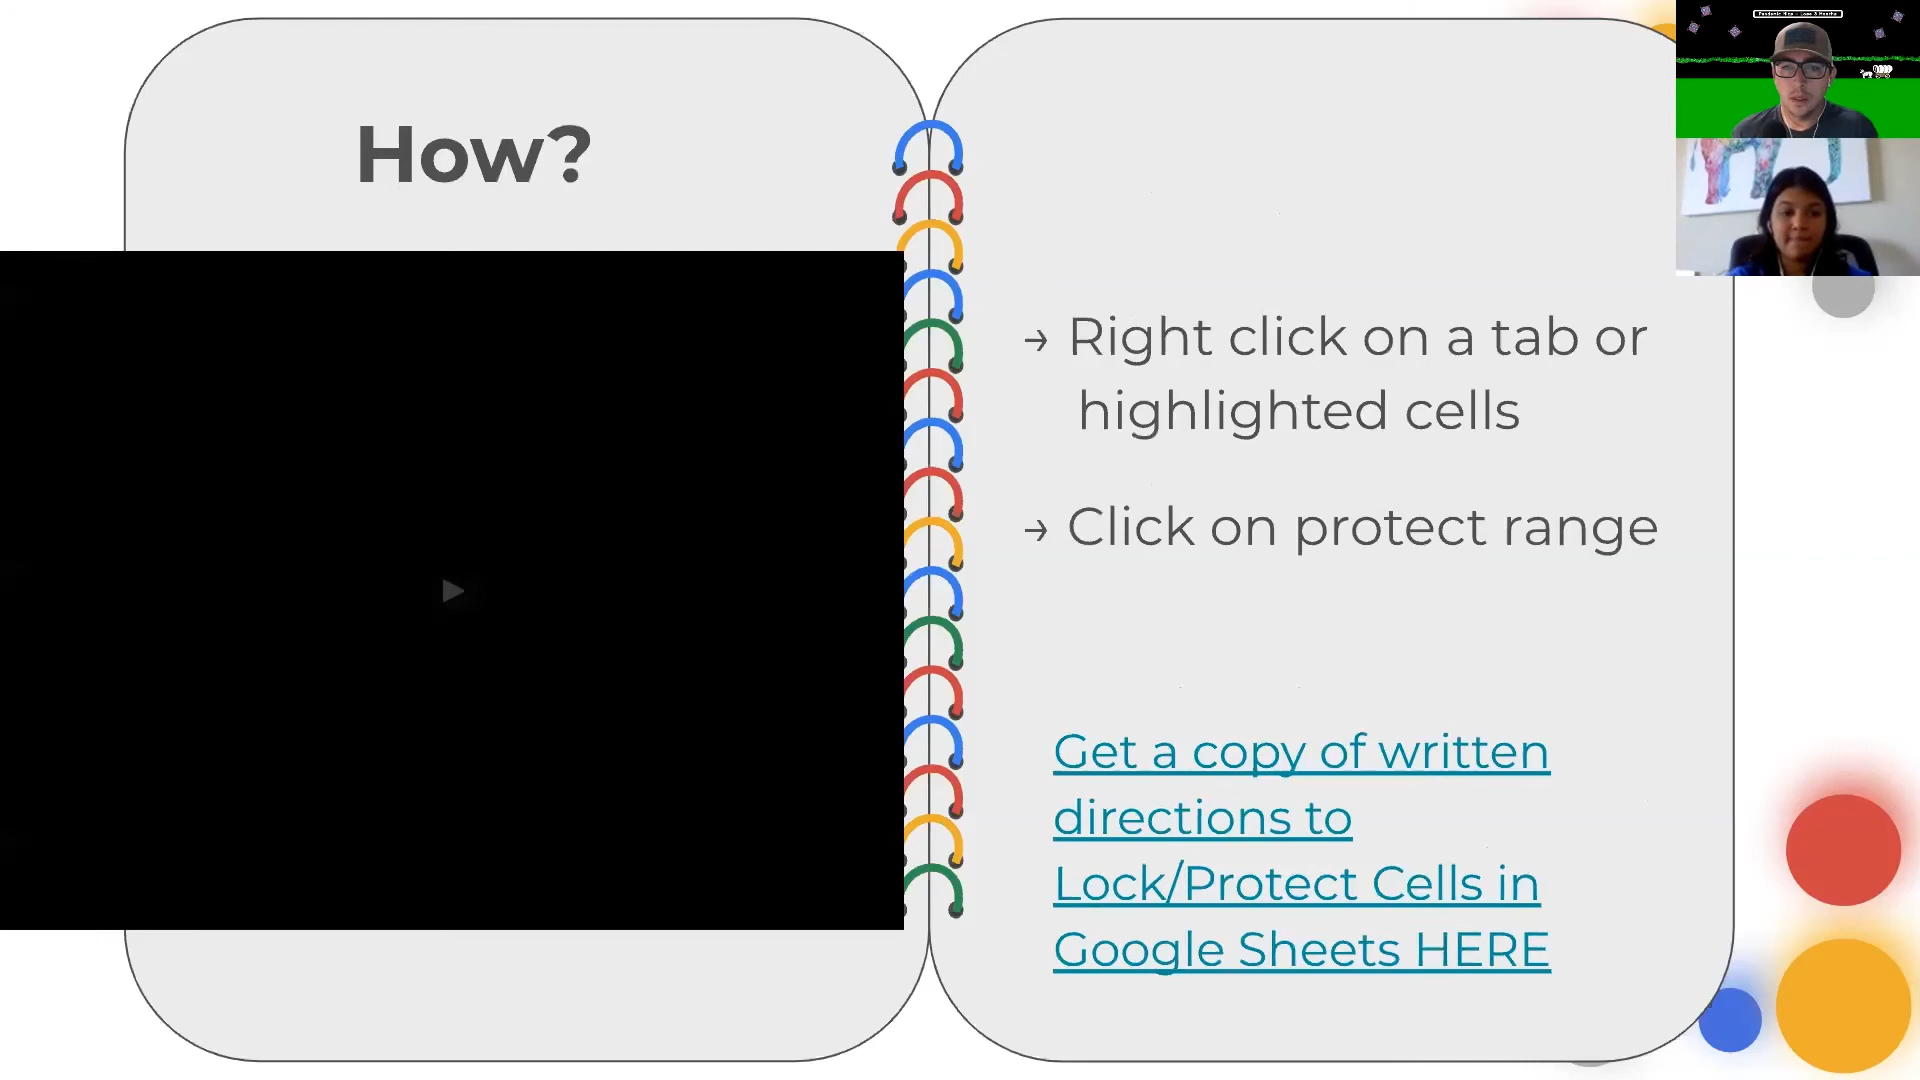 How?
→ Right click on a tab or
highlighted cells
→ Click on protect range
Get a copy of written
directions to
Lock/Protect Cells in
Google Sheets HERE